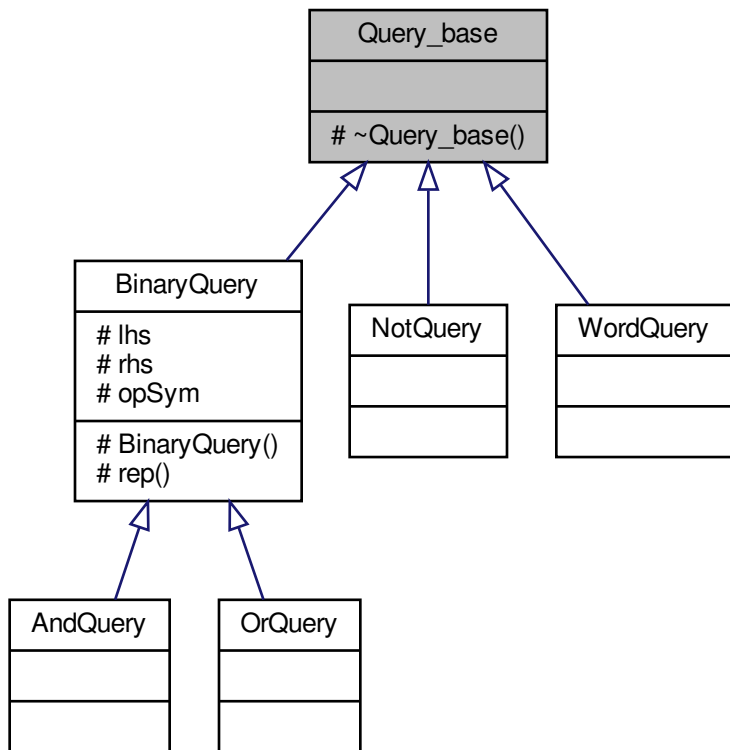 Query_base
# ~Query_base()
BinaryQuery
# lhs
# rhs
# opSym
# BinaryQuery()
# rep()
NotQuery
WordQuery
AndQuery
OrQuery